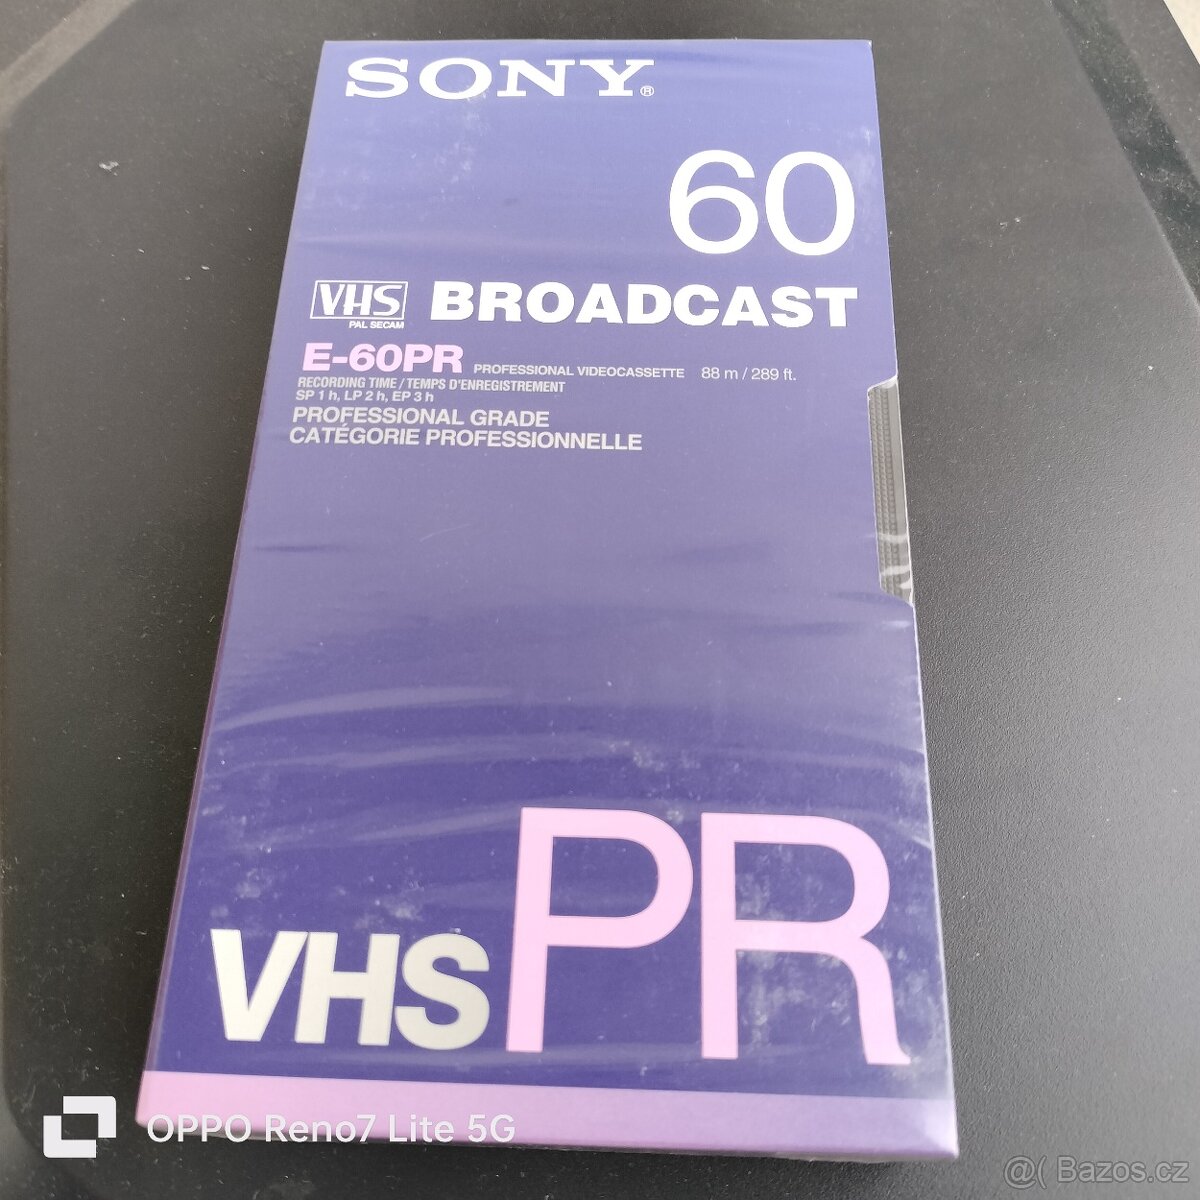 SONY®
60
VHS BROADCAST
PAL SECAM
E-60PR PROFESSIONAL VIDEOCASSETTE 88 m / 289 ft.
RECORDING TIME / TEMPS D'ENREGISTREMENT
SP 1 h, LP 2 h, EP 3 h
PROFESSIONAL GRADE
CATÉGORIE PROFESSIONNELLE
VHS PR
OPPO Reno7 Lite 5G
@( Bazos.cz